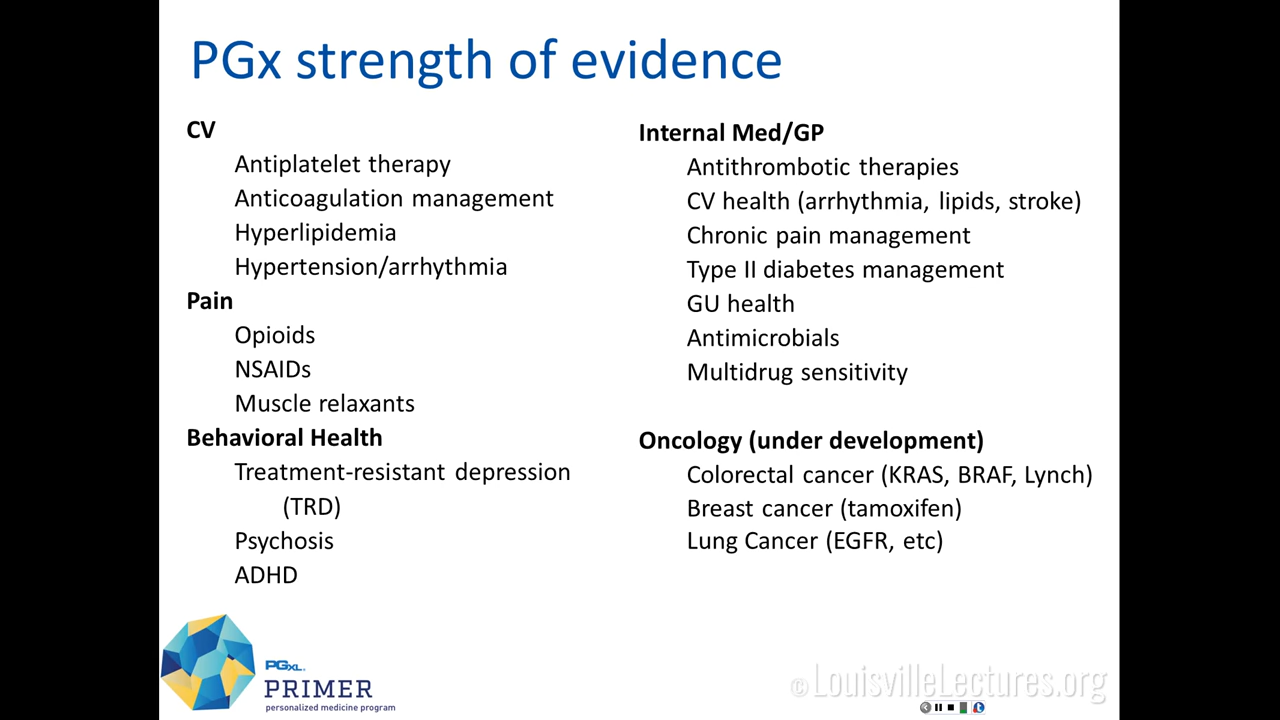 PGx strength of evidence
CV
Antiplatelet therapy
Anticoagulation management
Hyperlipidemia
Hypertension/arrhythmia
Pain
Opioids
NSAIDs
Muscle relaxants
Behavioral Health
Treatment-resistant depression
(TRD)
Psychosis
ADHD
Internal Med/GP
Antithrombotic therapies
CV health (arrhythmia, lipids, stroke)
Chronic pain management
Type II diabetes management
GU health
Antimicrobials
Multidrug sensitivity
Oncology (under development)
Colorectal cancer (KRAS, BRAF, Lynch)
Breast cancer (tamoxifen)
Lung Cancer (EGFR, etc)
PGXL
PRIMER
personalized medicine program
© LouisvilleLectures.org